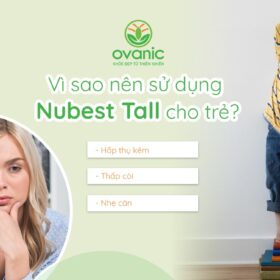 ovanic
KHỎE ĐẸP TỪ THIÊN NHIÊN
Vì sao nên sử dụng
Nubest Tall cho trẻ?
- Hấp thụ kém
- Thấp còi
- Nhẹ cân